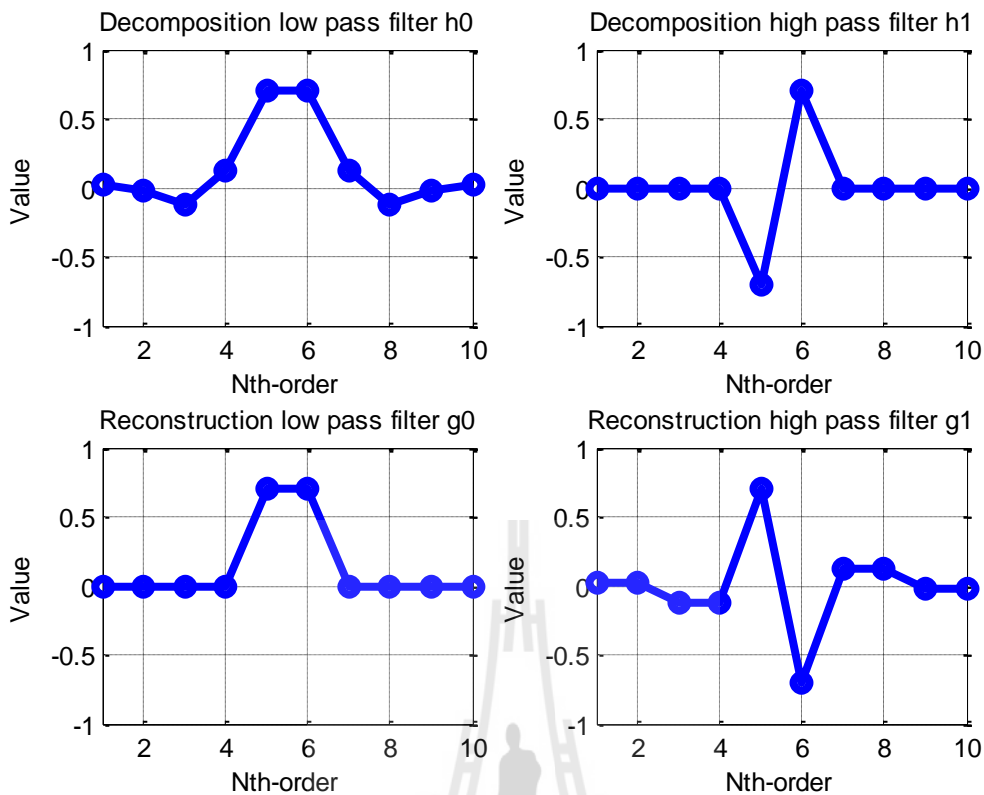 Decomposition low pass filter h0
1
0.5
0
-0.5
-1
Value
2 4 6 8 10
Nth-order
Decomposition high pass filter h1
1
0.5
0
-0.5
-1
Value
2 4 6 8 10
Nth-order
Reconstruction low pass filter g0
1
0.5
0
-0.5
-1
Value
2 4 6 8 10
Nth-order
Reconstruction high pass filter g1
1
0.5
0
-0.5
-1
Value
2 4 6 8 10
Nth-order